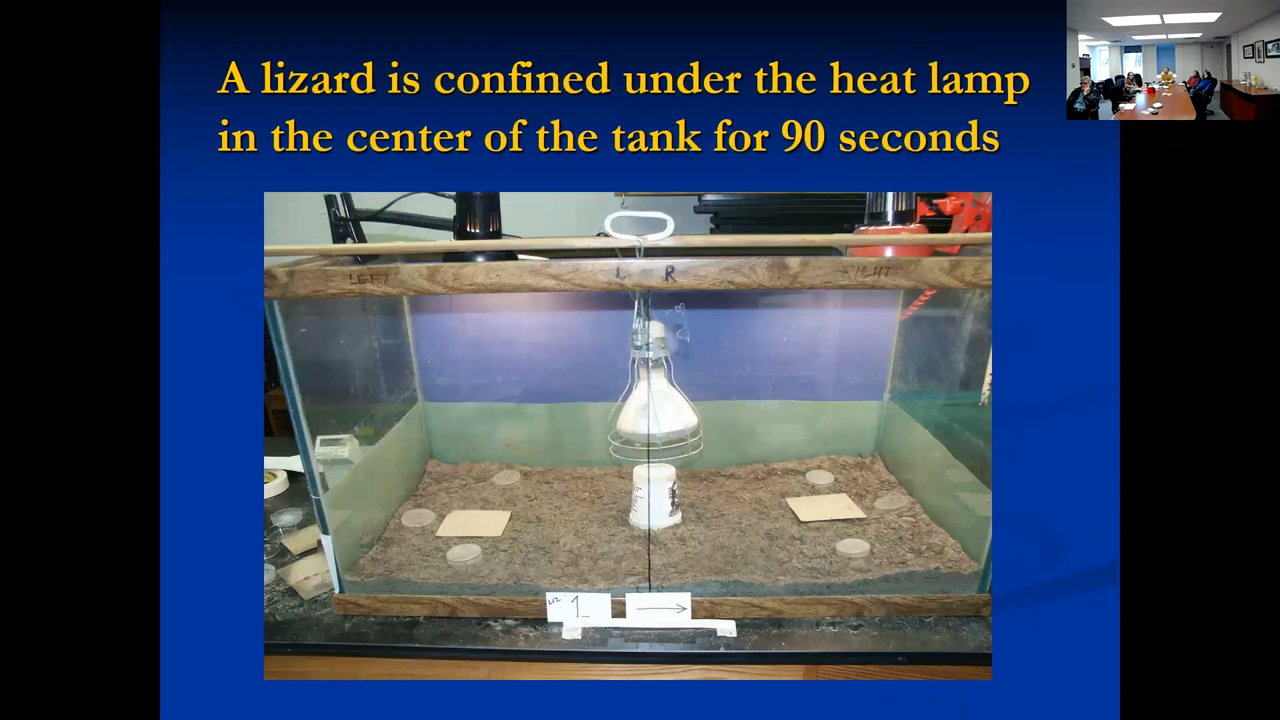 A lizard is confined under the heat lamp
in the center of the tank for 90 seconds
LEFT
L R
RIGHT
1
→